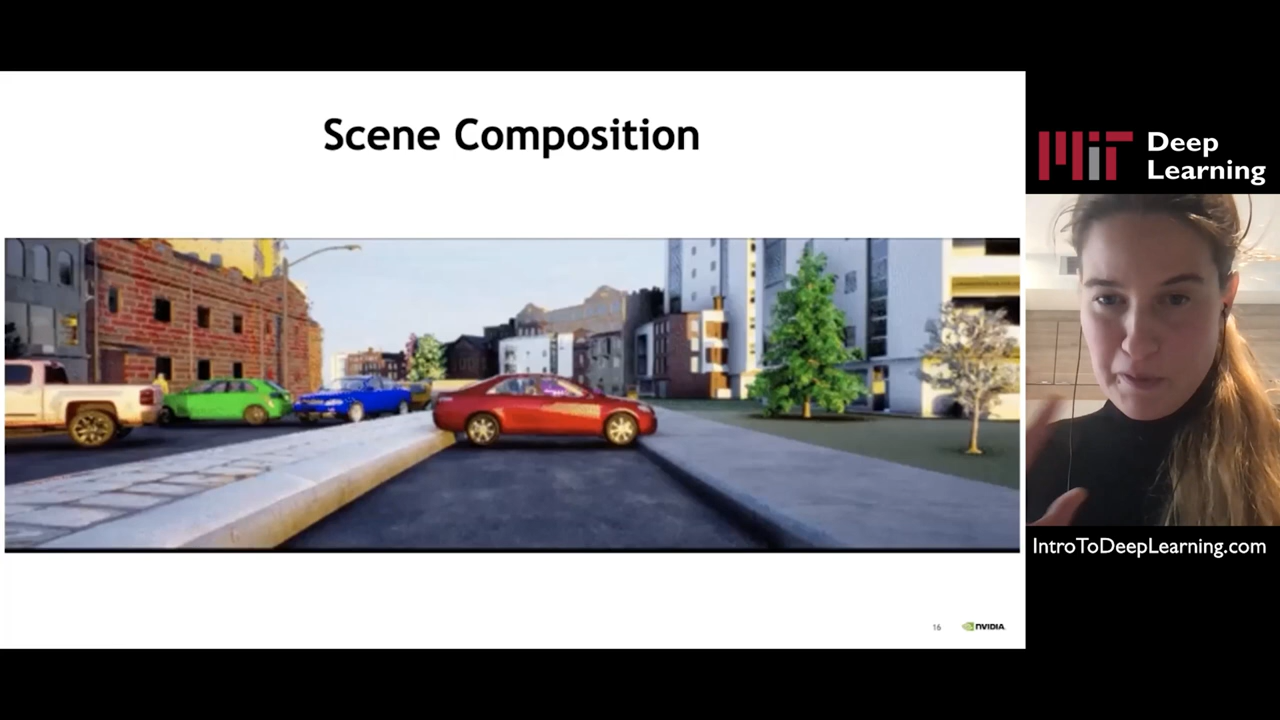 Scene Composition
16
NVIDIA
MIT
Deep
Learning
IntroToDeepLearning.com